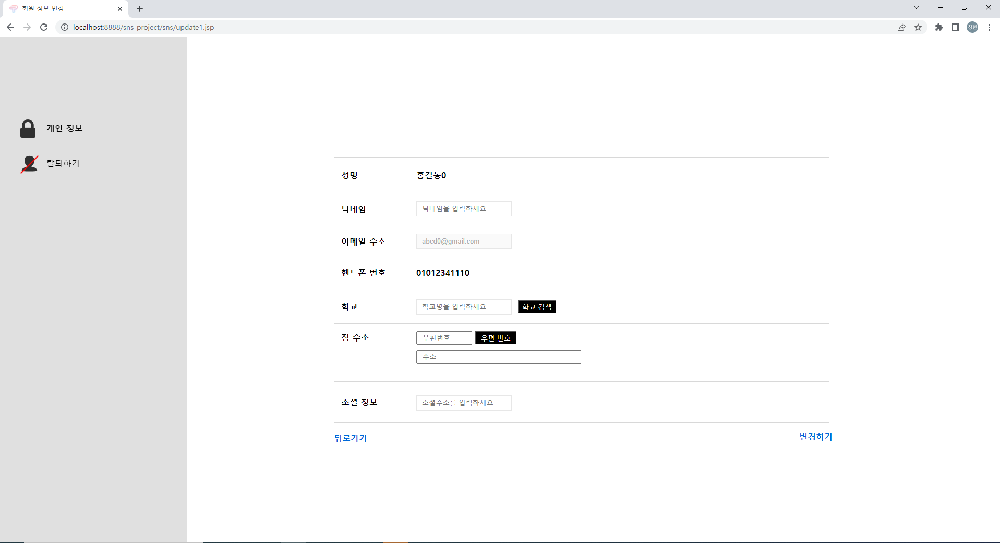 회원 정보 변경
localhost:8888/sns-project/sns/update1.jsp
창헌
개인 정보
탈퇴하기
성명 홍길동0
닉네임 닉네임을 입력하세요
이메일 주소 abcd0@gmail.com
핸드폰 번호 01012341110
학교 학교명을 입력하세요 학교 검색
집 주소 우편번호 우편 번호
주소
소셜 정보 소셜주소를 입력하세요
뒤로가기 변경하기